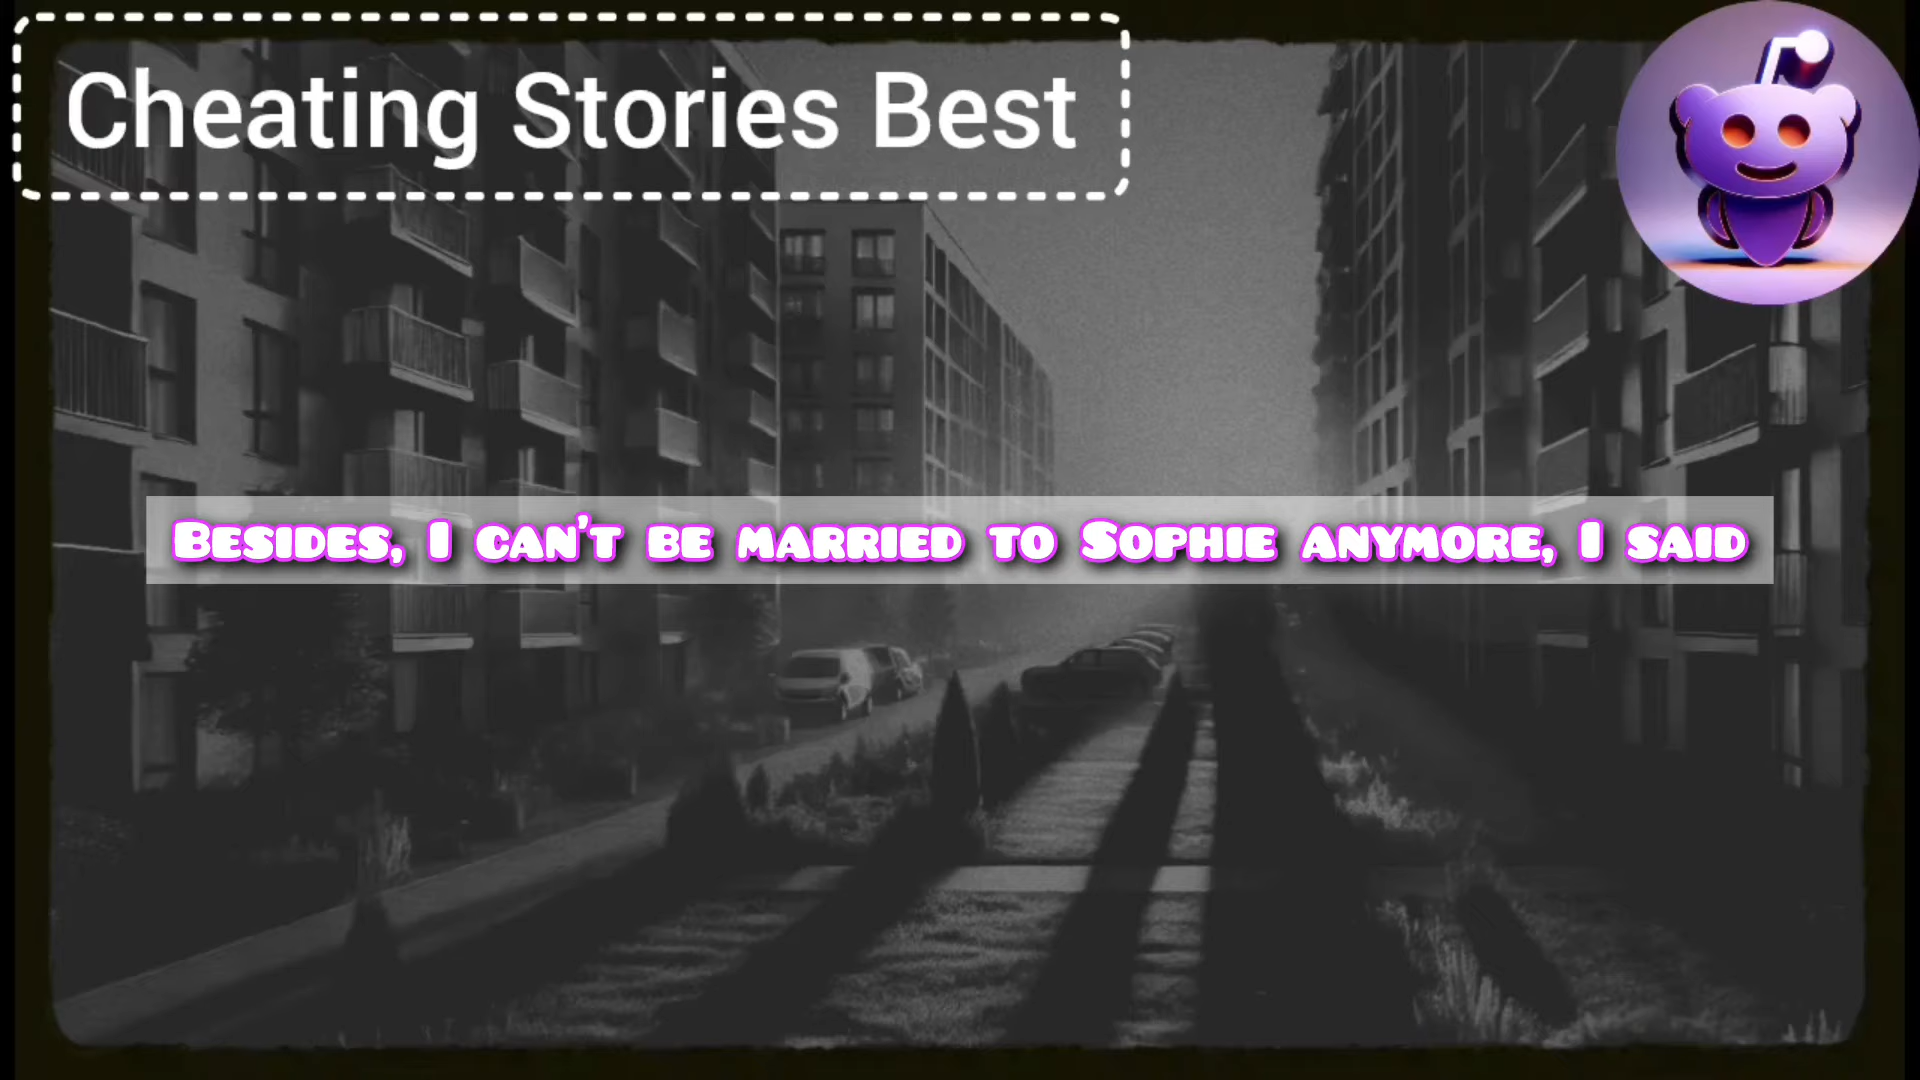 Cheating Stories Best
Besides, I can't be married to Sophie anymore, I said